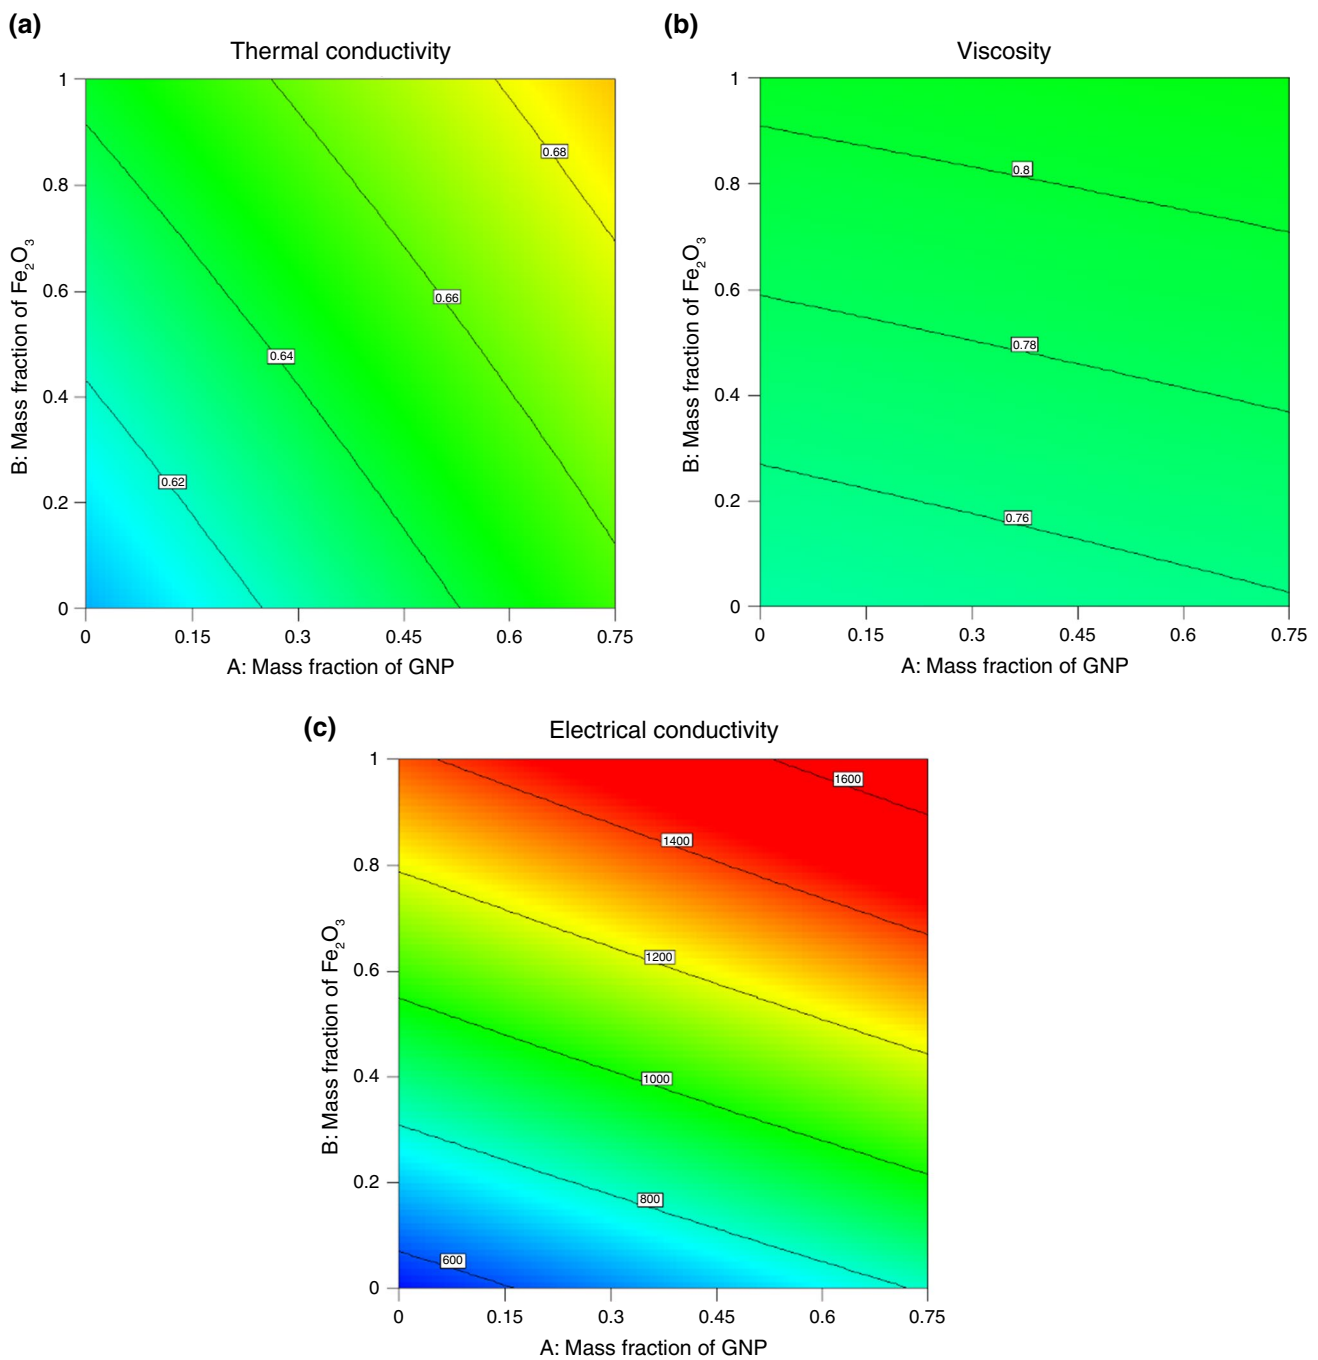 (a)
Thermal conductivity
B: Mass fraction of Fe₂O₃
1
0.8
0.6
0.4
0.2
0
0.68
0.66
0.64
0.62
0 0.15 0.3 0.45 0.6 0.75
A: Mass fraction of GNP
(b)
Viscosity
B: Mass fraction of Fe₂O₃
1
0.8
0.6
0.4
0.2
0
0.8
0.78
0.76
0 0.15 0.3 0.45 0.6 0.75
A: Mass fraction of GNP
(c)
Electrical conductivity
B: Mass fraction of Fe₂O₃
1
0.8
0.6
0.4
0.2
0
1600
1400
1200
1000
800
600
0 0.15 0.3 0.45 0.6 0.75
A: Mass fraction of GNP